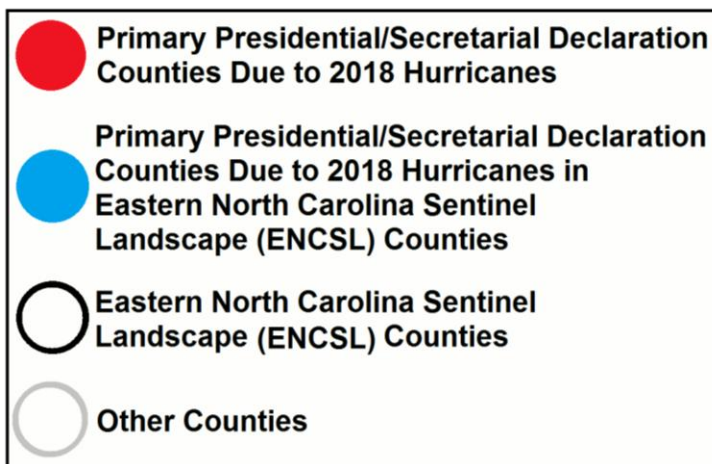 Primary Presidential/Secretarial Declaration
Counties Due to 2018 Hurricanes
Primary Presidential/Secretarial Declaration
Counties Due to 2018 Hurricanes in
Eastern North Carolina Sentinel
Landscape (ENCSL) Counties
Eastern North Carolina Sentinel
Landscape (ENCSL) Counties
Other Counties